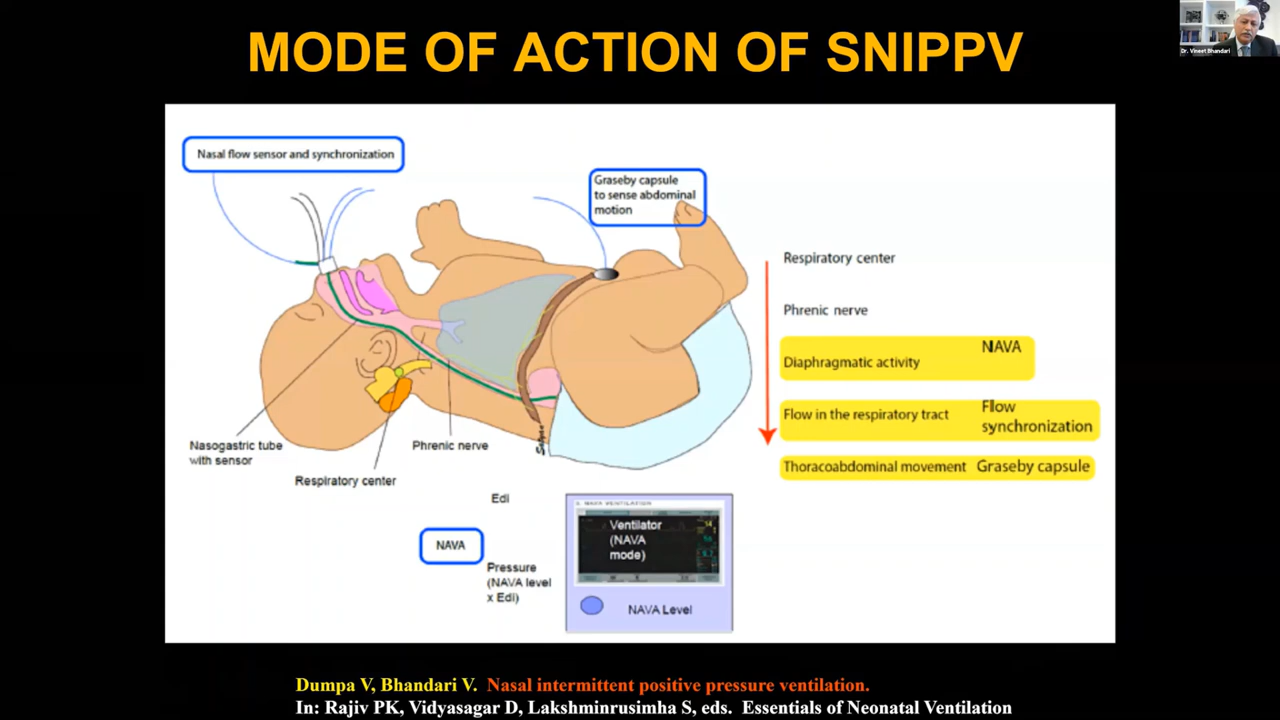 MODE OF ACTION OF SNIPPV
Dr. Vineet Bhandari
Nasal flow sensor and synchronization
Graseby capsule
to sense abdominal
motion
Respiratory center
Phrenic nerve
NAVA
Diaphragmatic activity
Flow in the respiratory tract
Flow
synchronization
Thoracoabdominal movement Graseby capsule
Nasogastric tube
with sensor
Phrenic nerve
Respiratory center
Edi
NAVA
Pressure
(NAVA level
x Edi)
Ventilator
(NAVA
mode)
NAVA Level
Dumpa V, Bhandari V. Nasal intermittent positive pressure ventilation.
In: Rajiv PK, Vidyasagar D, Lakshminrusimha S, eds. Essentials of Neonatal Ventilation